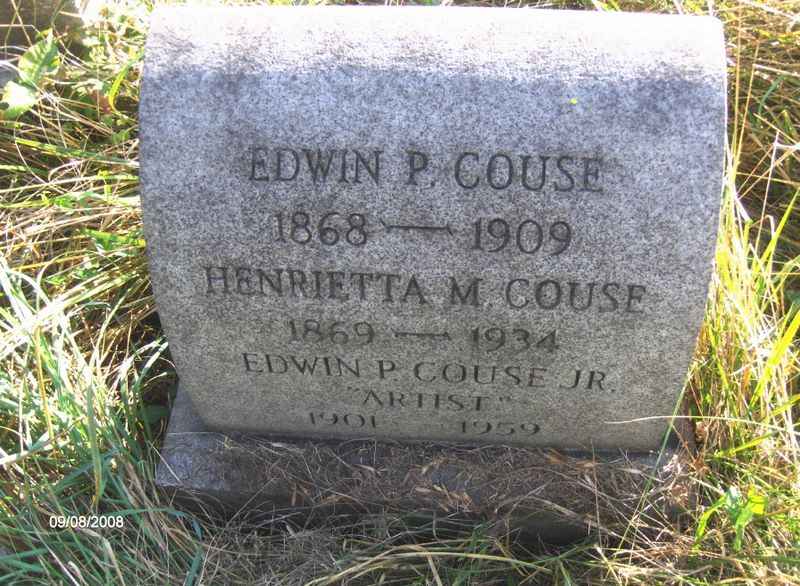 EDWIN P. COUSE
1868 — 1909
HENRIETTA M. COUSE
1869 — 1934
EDWIN P. COUSE JR.
"ARTIST"
1901 1959
09/08/2008